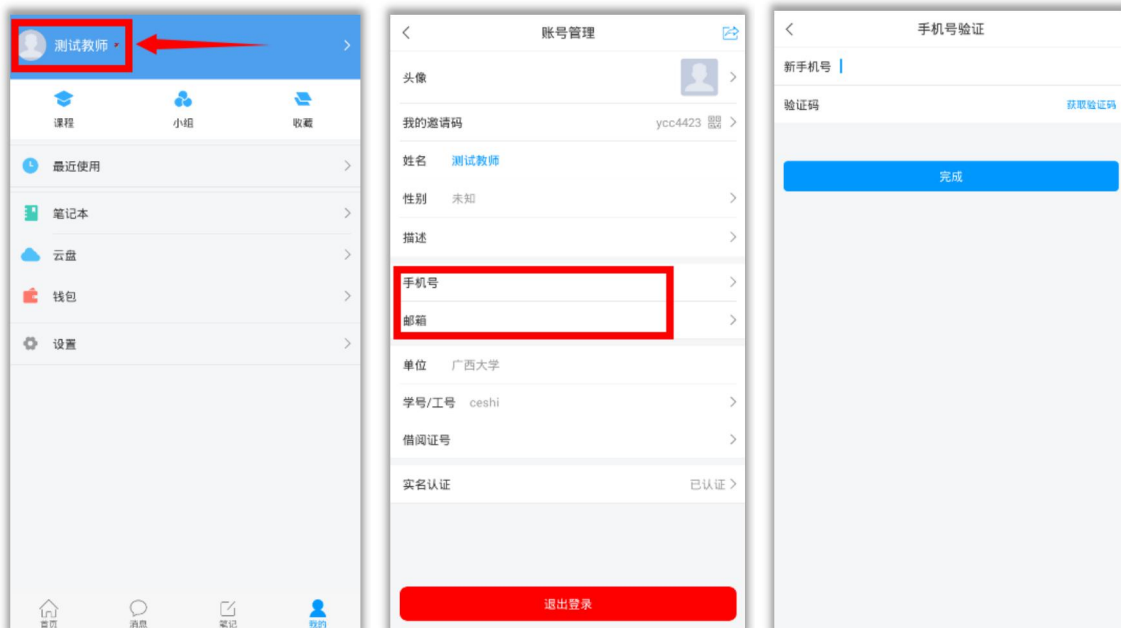 测试教师
课程
小组
收藏
最近使用
笔记本
云盘
钱包
设置
首页
消息
笔记
我的
账号管理
头像
我的邀请码 ycc4423
姓名 测试教师
性别 未知
描述
手机号
邮箱
单位 广西大学
学号/工号 ceshi
借阅证号
实名认证 已认证
退出登录
手机号验证
新手机号
验证码 获取验证码
完成